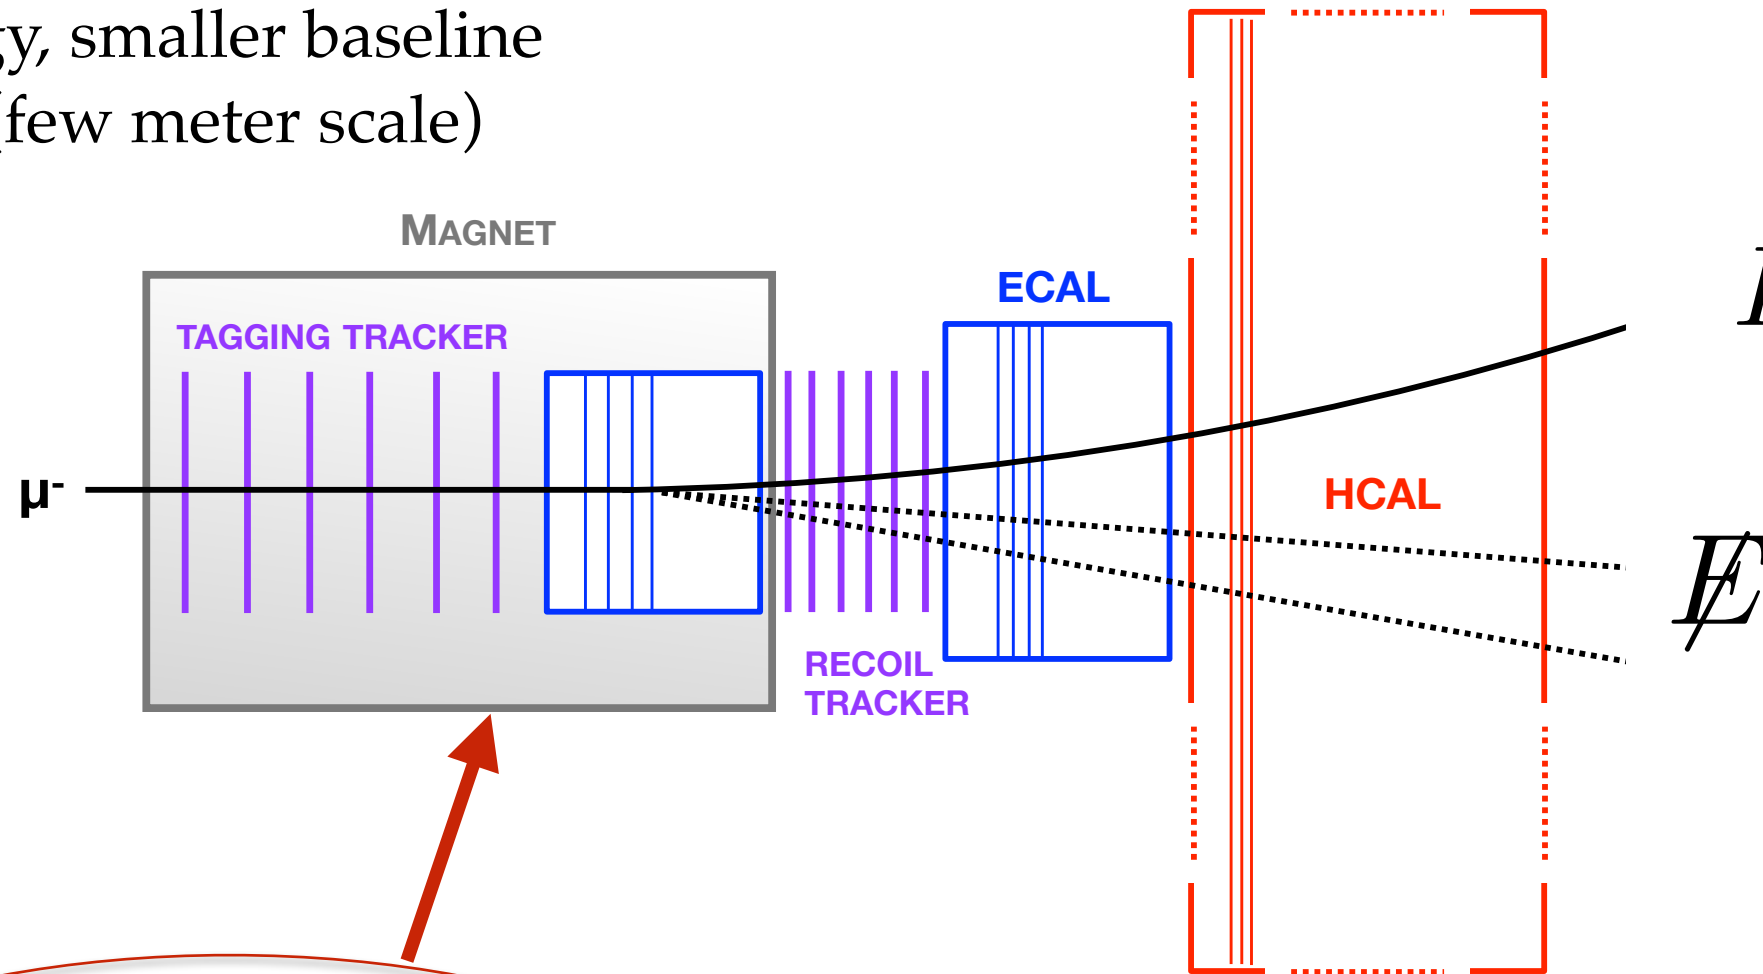 smaller baseline
(few meter scale)
MAGNET
ECAL
TAGGING TRACKER
μ-
HCAL
E
RECOIL
TRACKER